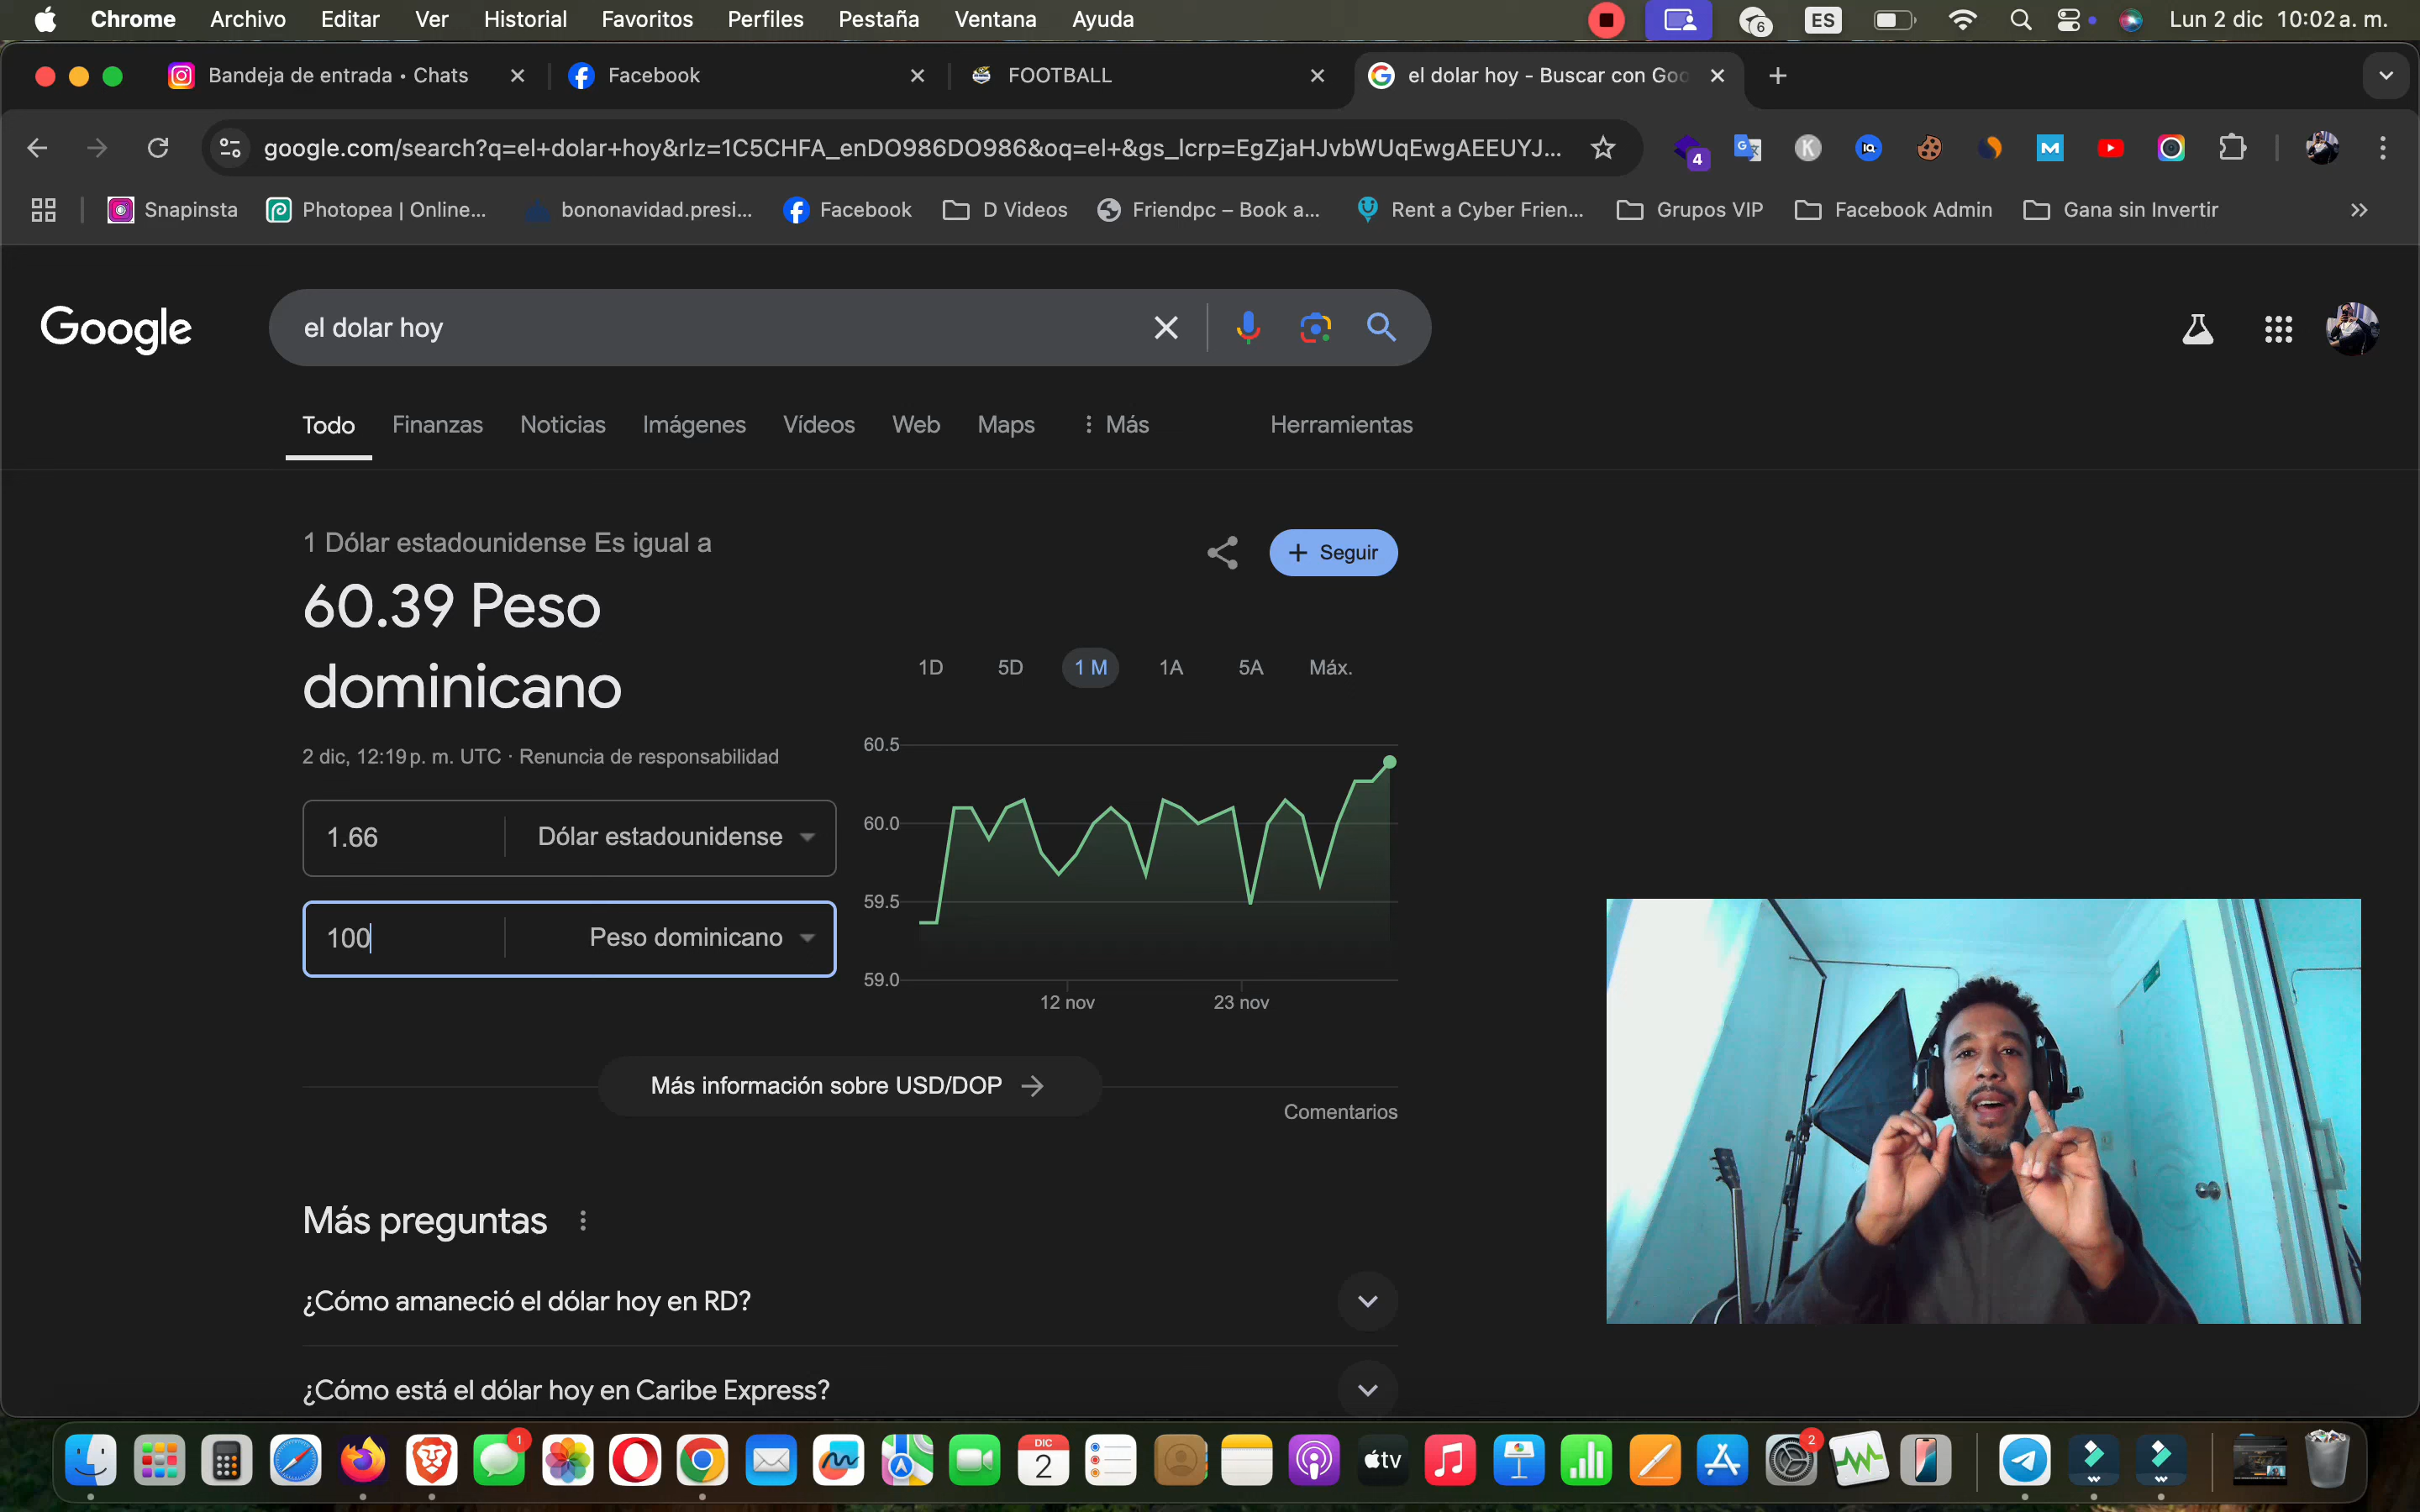 Chrome Archivo Editar Ver Historial Favoritos Perfiles Pestaña Ventana Ayuda 6 ES Lun 2 dic 10:02 a. m.
Bandeja de entrada • Chats Facebook FOOTBALL el dolar hoy - Buscar con Goo
google.com/search?q=el+dolar+hoy&rlz=1C5CHFA_enDO986DO986&oq=el+&gs_lcrp=EgZjaHJvbWUqEwgAEEUYJ... 4 K IQ M
Snapinsta Photopea | Online... bononavidad.presi... Facebook D Videos Friendpc – Book a... Rent a Cyber Frien... Grupos VIP Facebook Admin Gana sin Invertir
Google el dolar hoy
Todo Finanzas Noticias Imágenes Vídeos Web Maps Más Herramientas
1 Dólar estadounidense Es igual a
Seguir
60.39 Peso
dominicano
1D 5D 1 M 1A 5A Máx.
2 dic, 12:19 p. m. UTC · Renuncia de responsabilidad
1.66 Dólar estadounidense
100 Peso dominicano
60.5
60.0
59.5
59.0
12 nov 23 nov
Más información sobre USD/DOP
Comentarios
Más preguntas
¿Cómo amaneció el dólar hoy en RD?
¿Cómo está el dólar hoy en Caribe Express?
1 DIC 2 tv 2